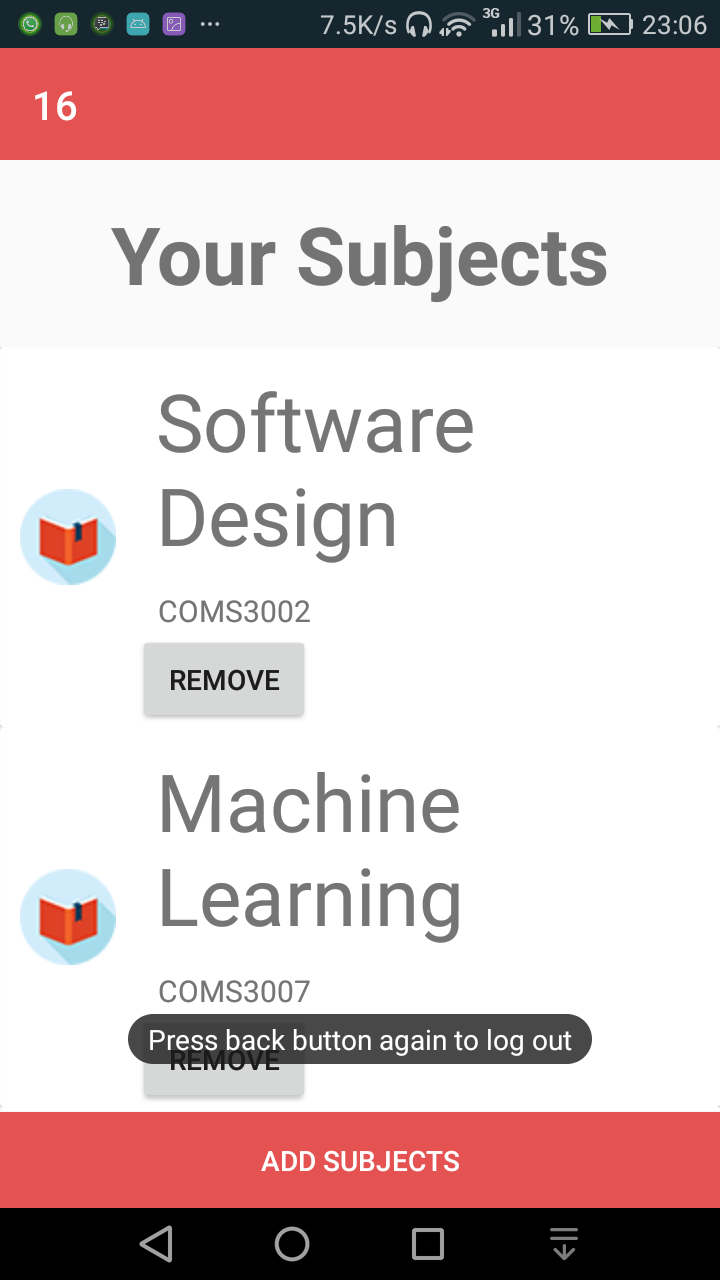 7.5K/s 3G 31% 23:06
16
Your Subjects
Software
Design
COMS3002
REMOVE
Machine
Learning
COMS3007
Press back button again to log out
REMOVE
ADD SUBJECTS